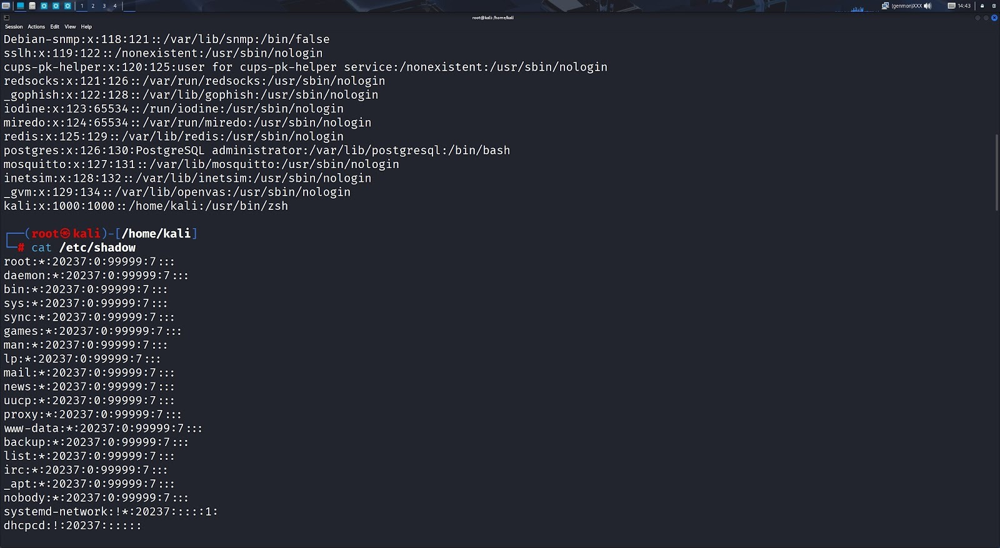 1 2 3 4 (genmon)XXX 14:43
root@kali: /home/kali
Session Actions Edit View Help
Debian-snmp:x:118:121::/var/lib/snmp:/bin/false
sslh:x:119:122::/nonexistent:/usr/sbin/nologin
cups-pk-helper:x:120:125:user for cups-pk-helper service:/nonexistent:/usr/sbin/nologin
redsocks:x:121:126::/var/run/redsocks:/usr/sbin/nologin
_gophish:x:122:128::/var/lib/gophish:/usr/sbin/nologin
iodine:x:123:65534::/run/iodine:/usr/sbin/nologin
miredo:x:124:65534::/var/run/miredo:/usr/sbin/nologin
redis:x:125:129::/var/lib/redis:/usr/sbin/nologin
postgres:x:126:130:PostgreSQL administrator:/var/lib/postgresql:/bin/bash
mosquitto:x:127:131::/var/lib/mosquitto:/usr/sbin/nologin
inetsim:x:128:132::/var/lib/inetsim:/usr/sbin/nologin
_gvm:x:129:134::/var/lib/openvas:/usr/sbin/nologin
kali:x:1000:1000::/home/kali:/usr/bin/zsh
┌──(root㉿kali)-[/home/kali]
└─# cat /etc/shadow
root:*:20237:0:99999:7:::
daemon:*:20237:0:99999:7:::
bin:*:20237:0:99999:7:::
sys:*:20237:0:99999:7:::
sync:*:20237:0:99999:7:::
games:*:20237:0:99999:7:::
man:*:20237:0:99999:7:::
lp:*:20237:0:99999:7:::
mail:*:20237:0:99999:7:::
news:*:20237:0:99999:7:::
uucp:*:20237:0:99999:7:::
proxy:*:20237:0:99999:7:::
www-data:*:20237:0:99999:7:::
backup:*:20237:0:99999:7:::
list:*:20237:0:99999:7:::
irc:*:20237:0:99999:7:::
_apt:*:20237:0:99999:7:::
nobody:*:20237:0:99999:7:::
systemd-network:!*:20237:::::1:
dhcpcd:!:20237::::::